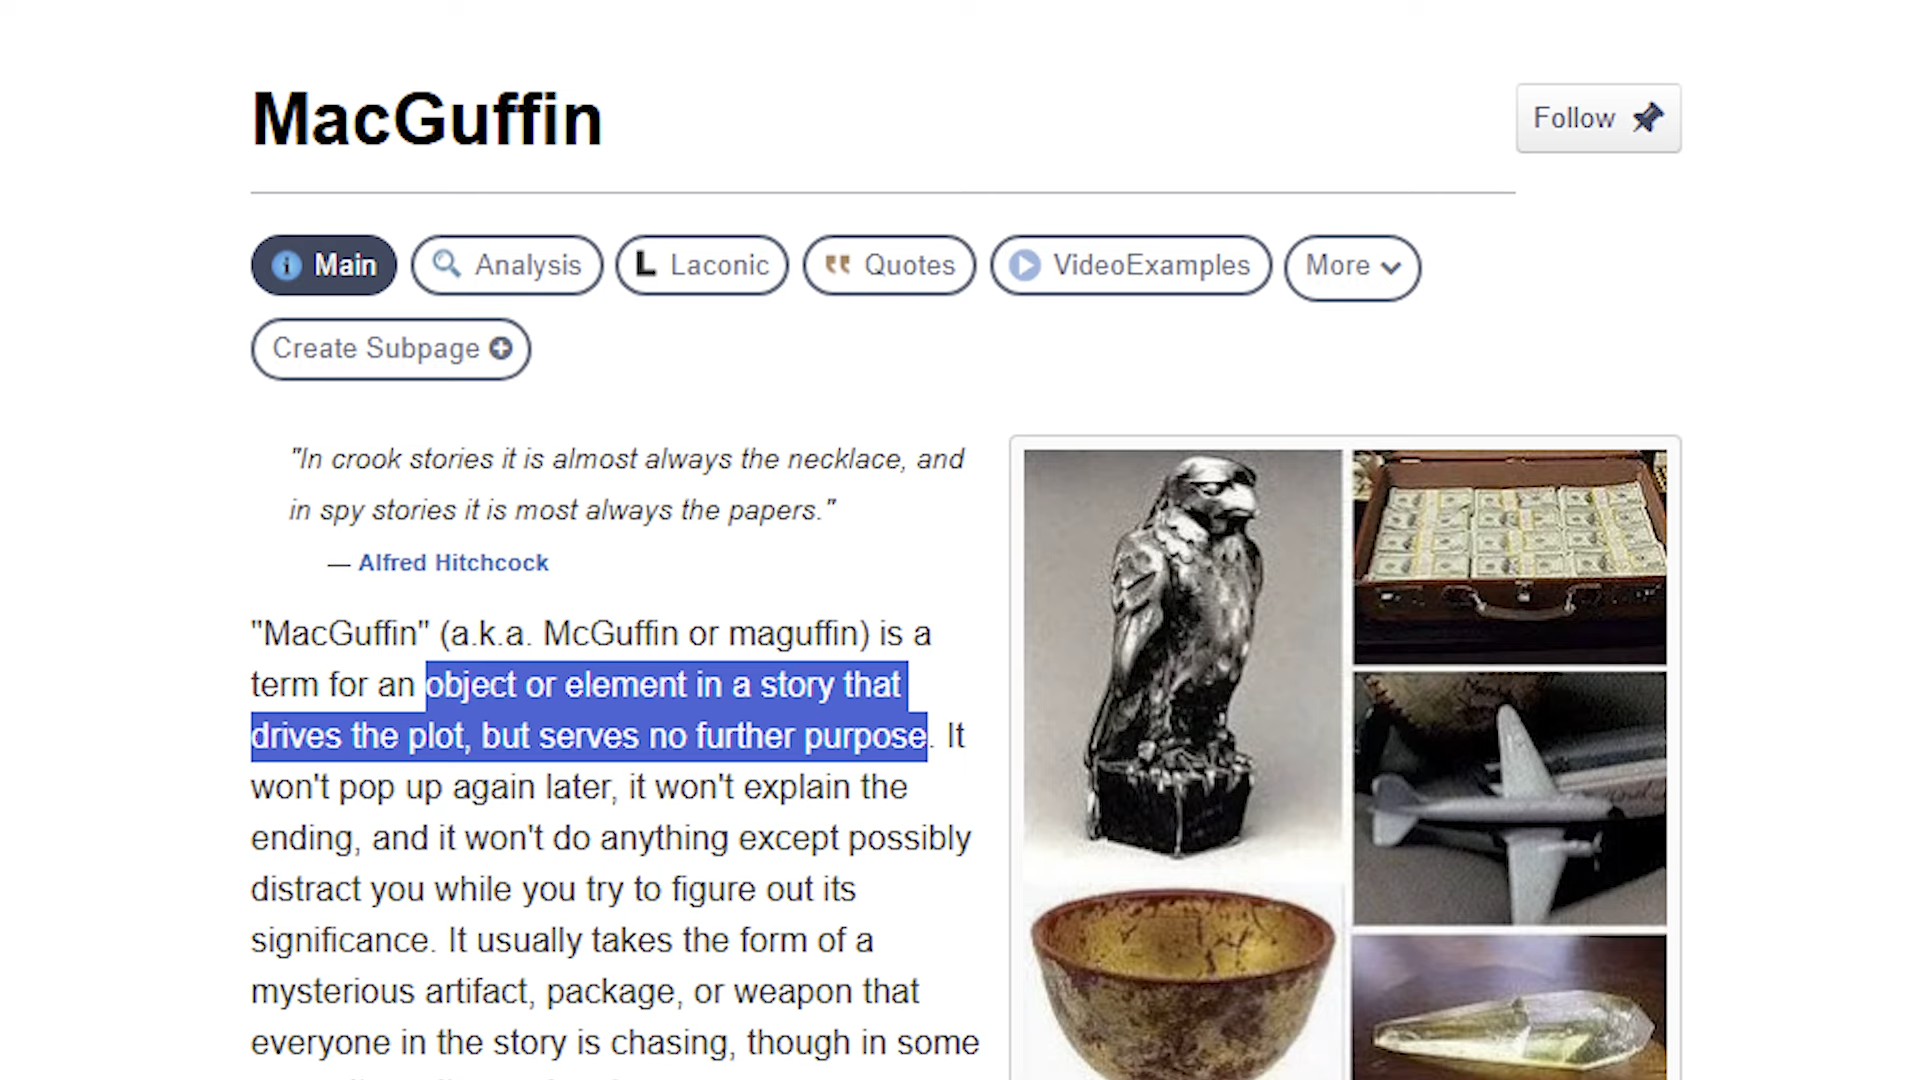 MacGuffin
Follow
Main
Analysis
Laconic
Quotes
VideoExamples
More
Create Subpage
"In crook stories it is almost always the necklace, and
in spy stories it is most always the papers."
— Alfred Hitchcock
"MacGuffin" (a.k.a. McGuffin or maguffin) is a
term for an object or element in a story that
drives the plot, but serves no further purpose. It
won't pop up again later, it won't explain the
ending, and it won't do anything except possibly
distract you while you try to figure out its
significance. It usually takes the form of a
mysterious artifact, package, or weapon that
everyone in the story is chasing, though in some